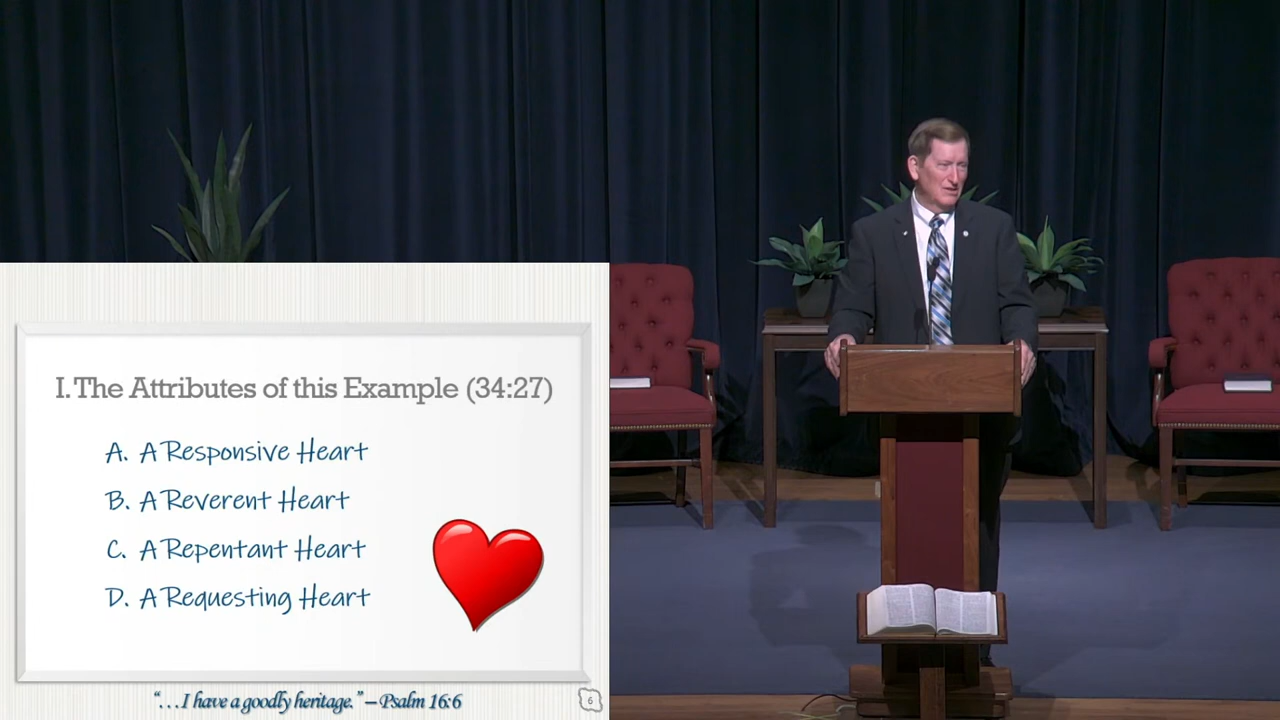 I. The Attributes of this Example (34:27)
A. A Responsive Heart
B. A Reverent Heart
C. A Repentant Heart
D. A Requesting Heart
“…I have a goodly heritage.” – Psalm 16:6
6